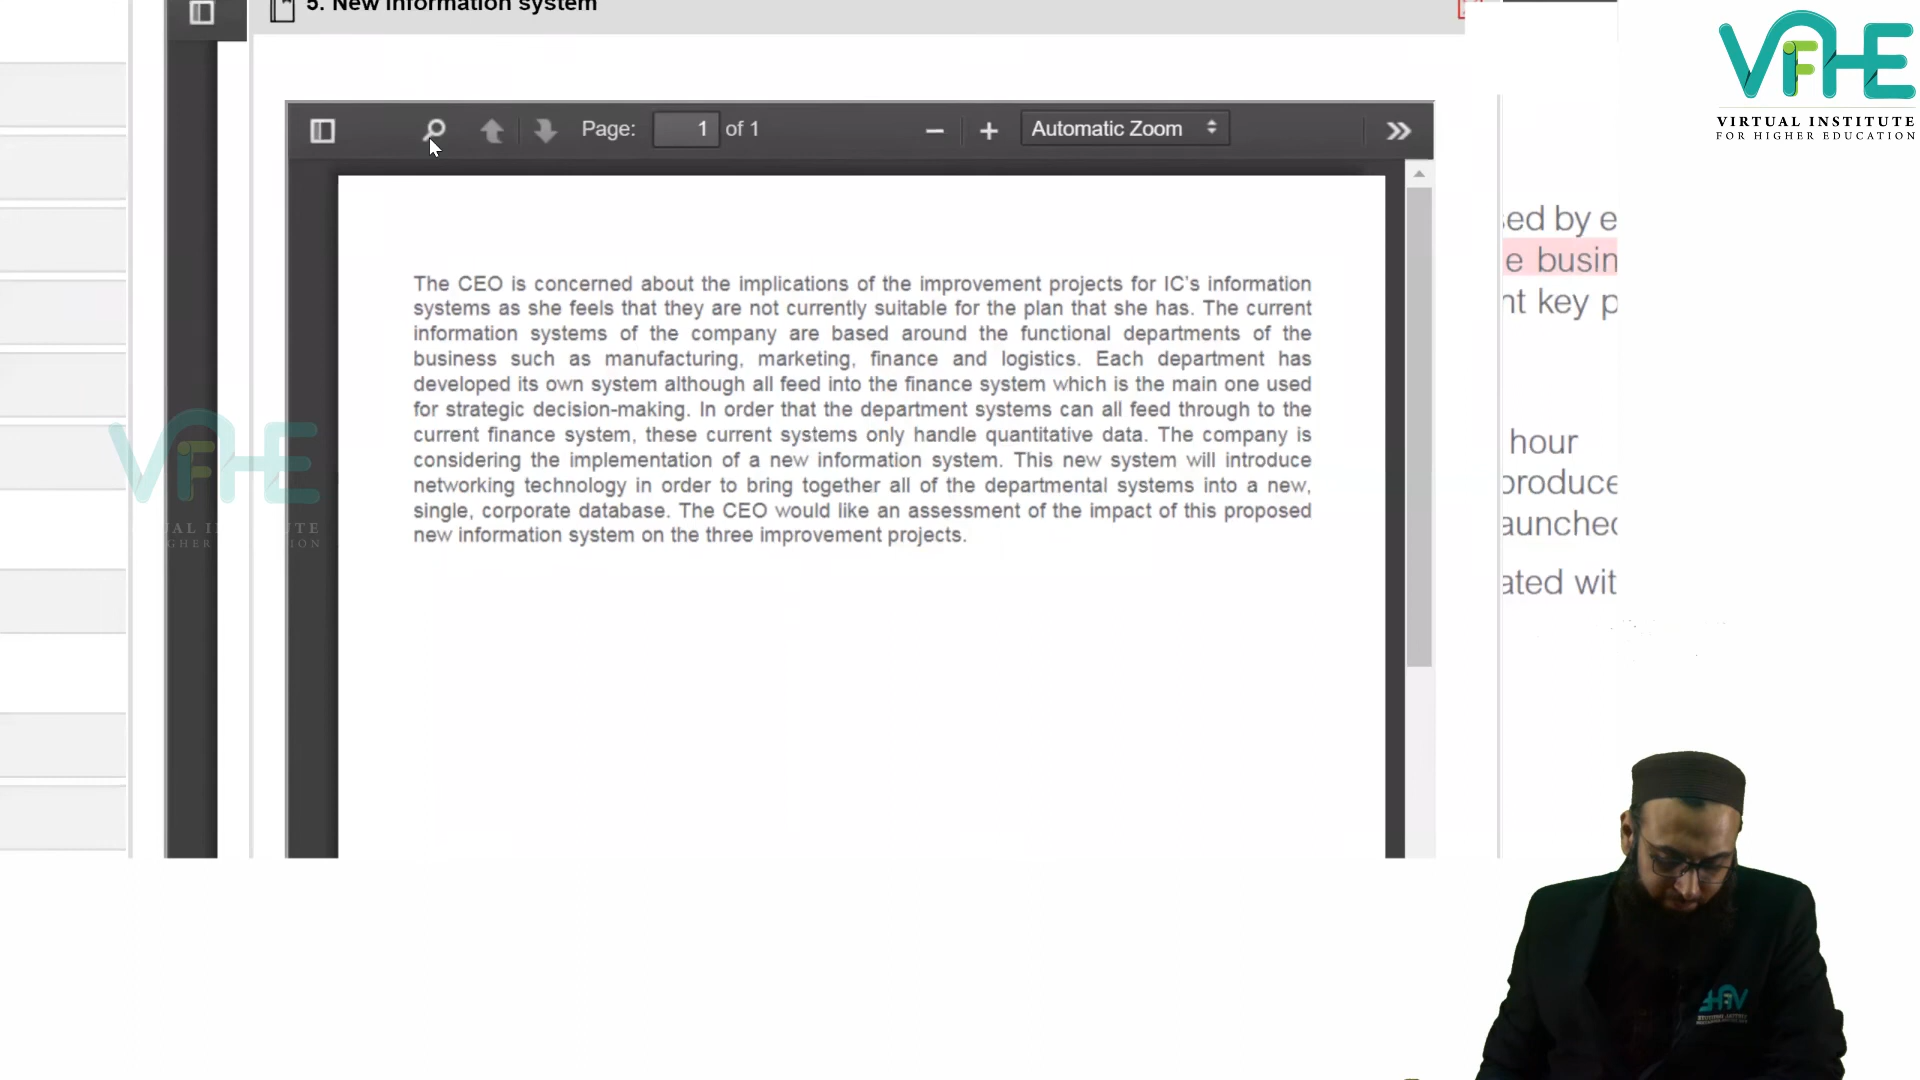 5. New information system
VIFHE
VIRTUAL INSTITUTE
FOR HIGHER EDUCATION
Page: 1 of 1
Automatic Zoom
The CEO is concerned about the implications of the improvement projects for IC's information
systems as she feels that they are not currently suitable for the plan that she has. The current
information systems of the company are based around the functional departments of the
business such as manufacturing, marketing, finance and logistics. Each department has
developed its own system although all feed into the finance system which is the main one used
for strategic decision-making. In order that the department systems can all feed through to the
current finance system, these current systems only handle quantitative data. The company is
considering the implementation of a new information system. This new system will introduce
networking technology in order to bring together all of the departmental systems into a new,
single, corporate database. The CEO would like an assessment of the impact of this proposed
new information system on the three improvement projects.
sed by e
e busin
nt key p
hour
produce
aunched
ated wit